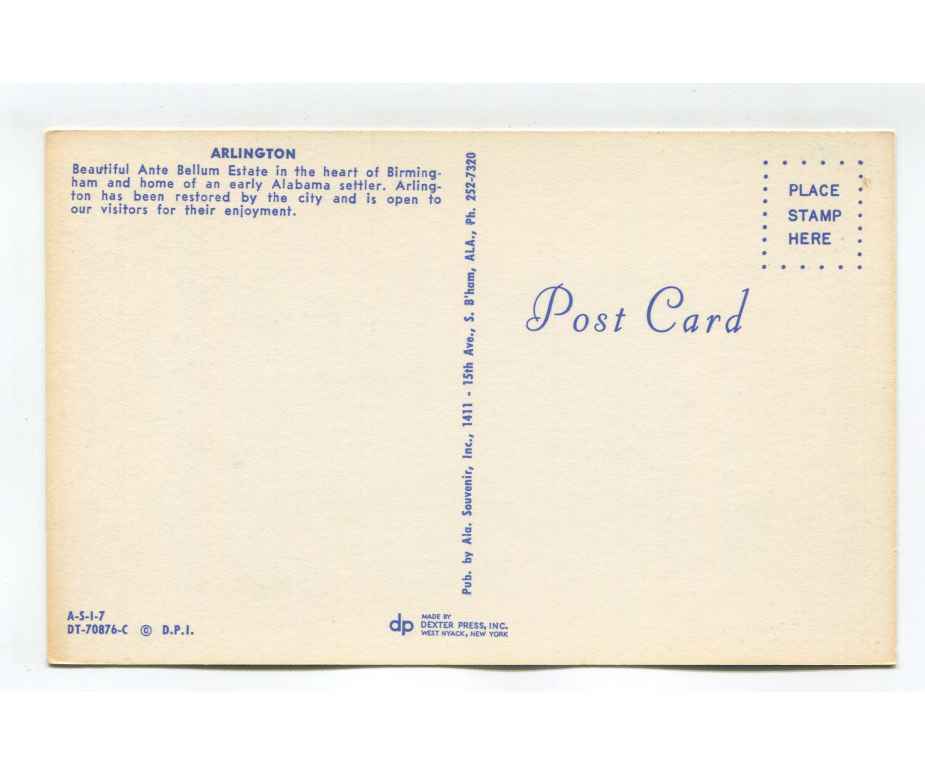 ARLINGTON
Beautiful Ante Bellum Estate in the heart of Birming-
ham and home of an early Alabama settler. Arling-
ton has been restored by the city and is open to
our visitors for their enjoyment.
Pub. by Ala. Souvenir, Inc., 1411 - 15th Ave., S. B'ham, ALA., Ph. 252-7320
PLACE
STAMP
HERE
Post Card
A-S-I-7
DT-70876-C © D.P.I.
dp
MADE BY
DEXTER PRESS, INC.
WEST NYACK, NEW YORK